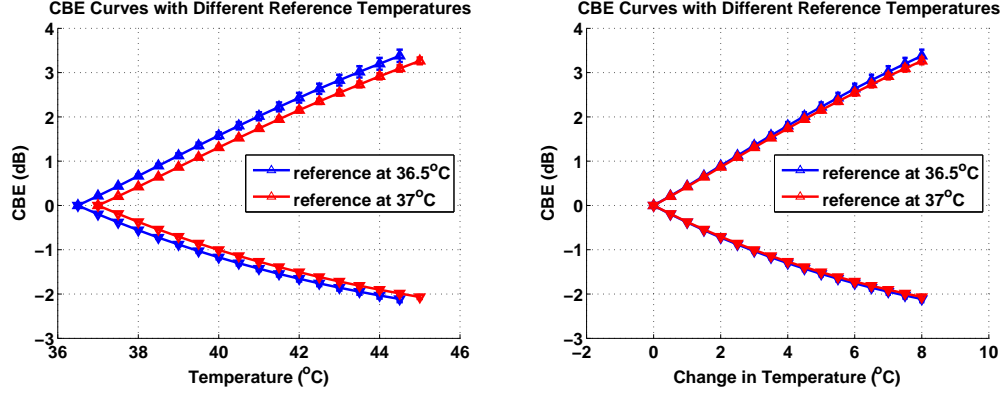 CBE Curves with Different Reference Temperatures
4
3
2
1
0
−1
−2
−3
CBE (dB)
reference at 36.5°C
reference at 37°C
36 38 40 42 44 46
Temperature (°C)
CBE Curves with Different Reference Temperatures
4
3
2
1
0
−1
−2
−3
CBE (dB)
reference at 36.5°C
reference at 37°C
−2 0 2 4 6 8 10
Change in Temperature (°C)